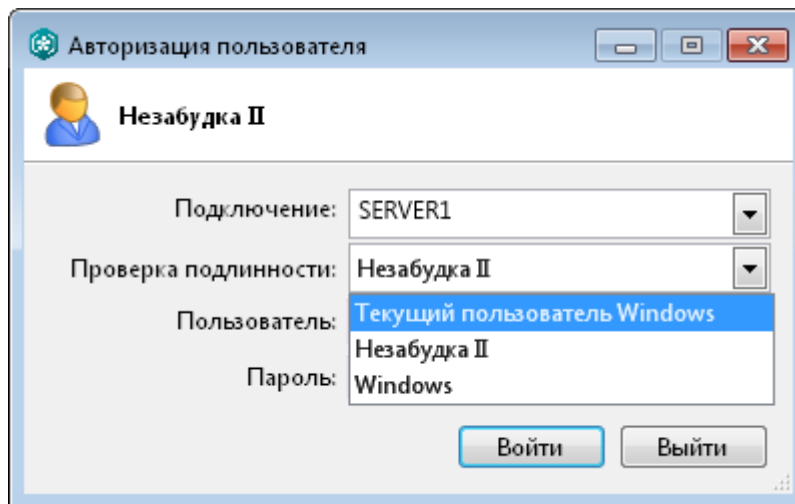 Авторизация пользователя
Незабудка II
Подключение: SERVER1
Проверка подлинности: Незабудка II
Пользователь: Текущий пользователь Windows
Незабудка II
Пароль: Windows
Войти Выйти